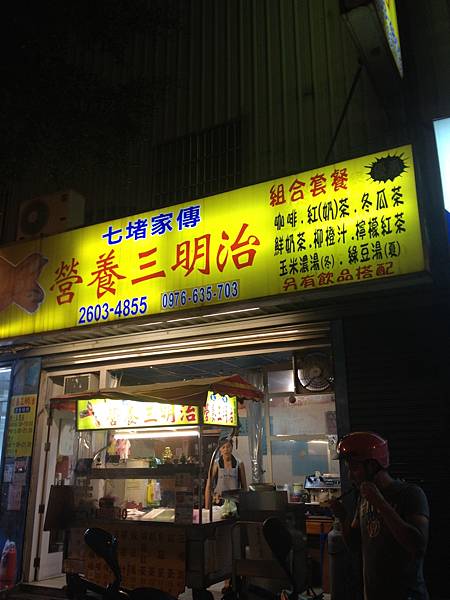 七堵家傳
營養三明治
2603-4855
0976-635-703
組合套餐
咖啡.紅(奶)茶.冬瓜茶
鮮奶茶.柳橙汁.檸檬紅茶
玉米濃湯(冬).綠豆湯(夏)
另有飲品搭配
營養三明治